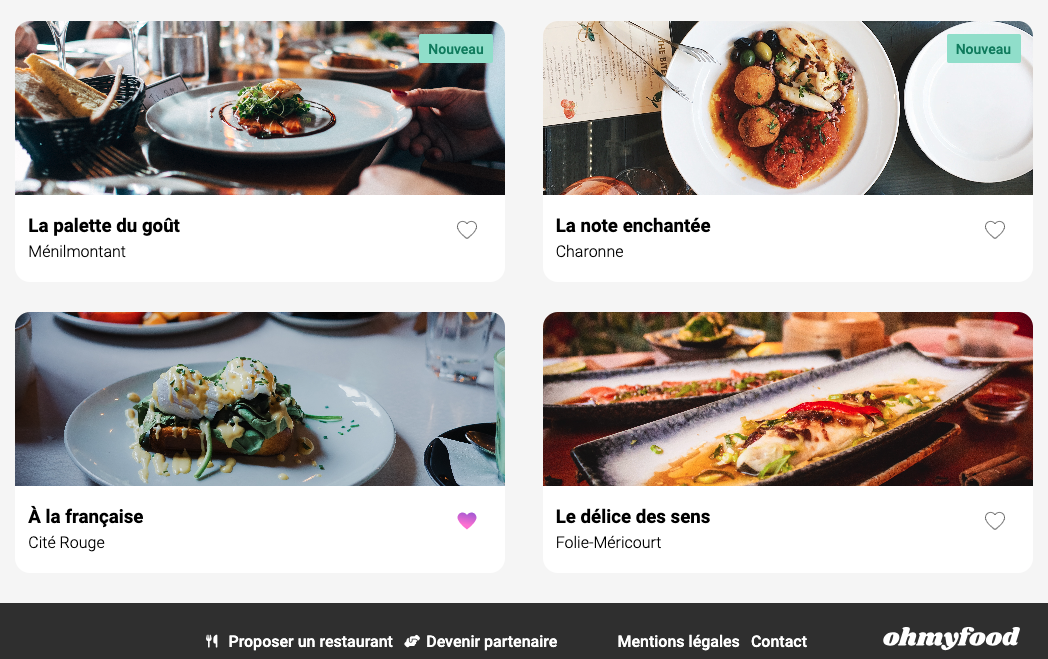 Nouveau
Nouveau
La palette du goût
Ménilmontant
La note enchantée
Charonne
À la française
Cité Rouge
Le délice des sens
Folie-Méricourt
Proposer un restaurant Devenir partenaire Mentions légales Contact ohmyfood